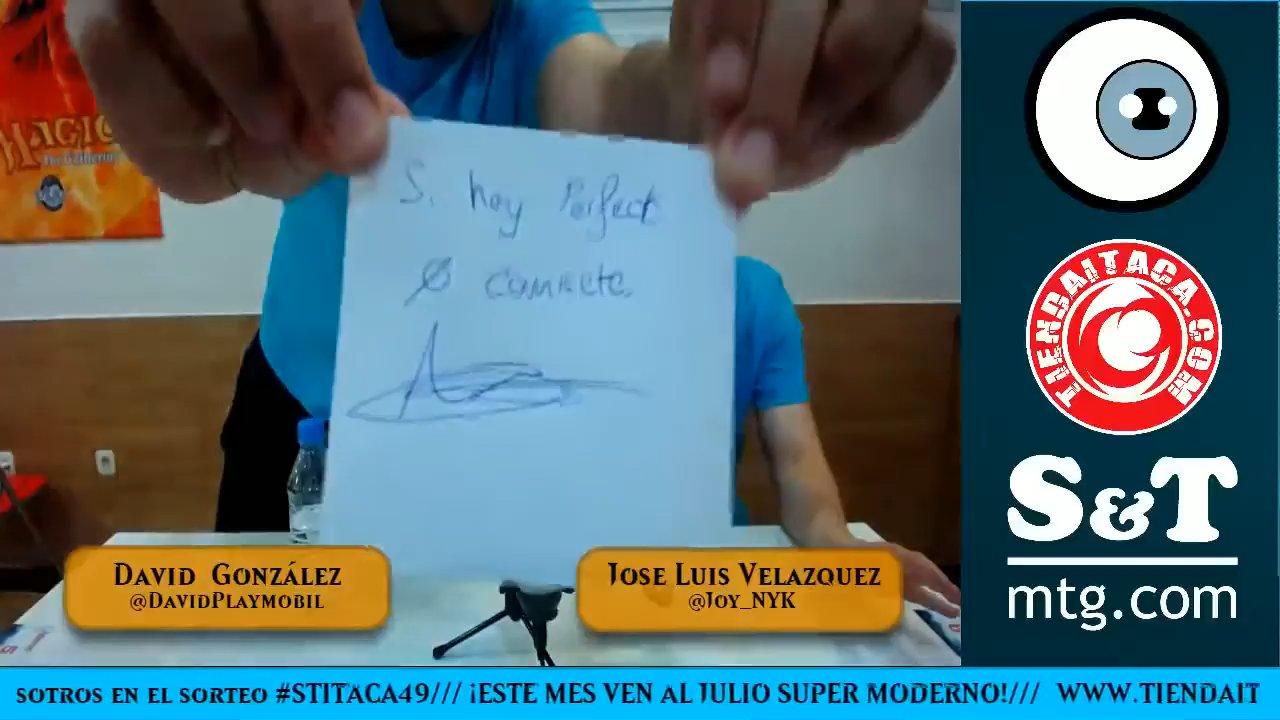 MAGIC
The Gathering
S. hay Perfect
Ø comnete.
TIENDAITACA.COM
S&T
mtg.com
DAVID GONZÁLEZ
@DAVIDPLAYMOBIL
JOSE LUIS VELAZQUEZ
@JOY_NYK
SOTROS EN EL SORTEO #STITACA49/// ¡ESTE MES VEN AL JULIO SUPER MODERNO!/// WWW.TIENDAIT